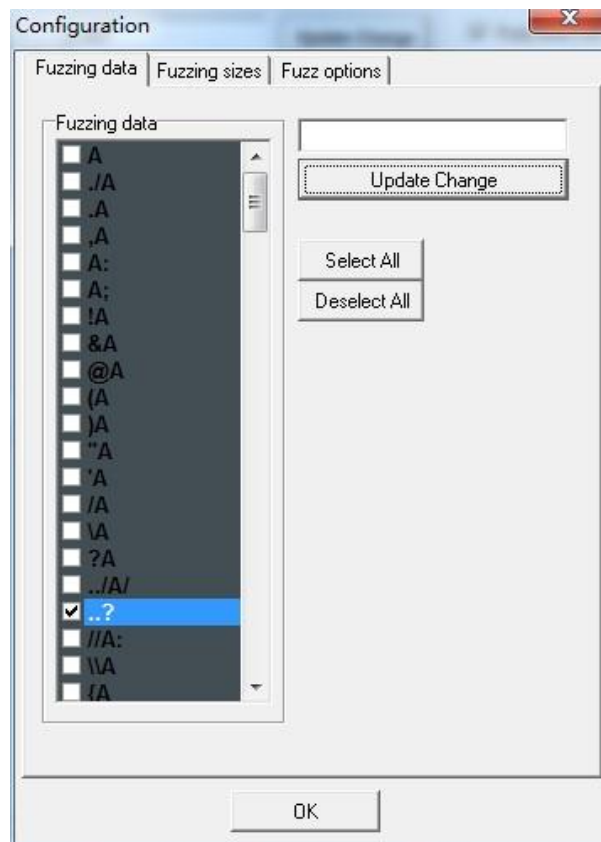 Configuration
Fuzzing data
Fuzzing sizes
Fuzz options
Fuzzing data
A
./A
.A
,A
A:
A;
!A
&A
@A
(A
)A
"A
'A
/A
\A
?A
../A/
..?
//A:
\\A
{A
Update Change
Select All
Deselect All
OK